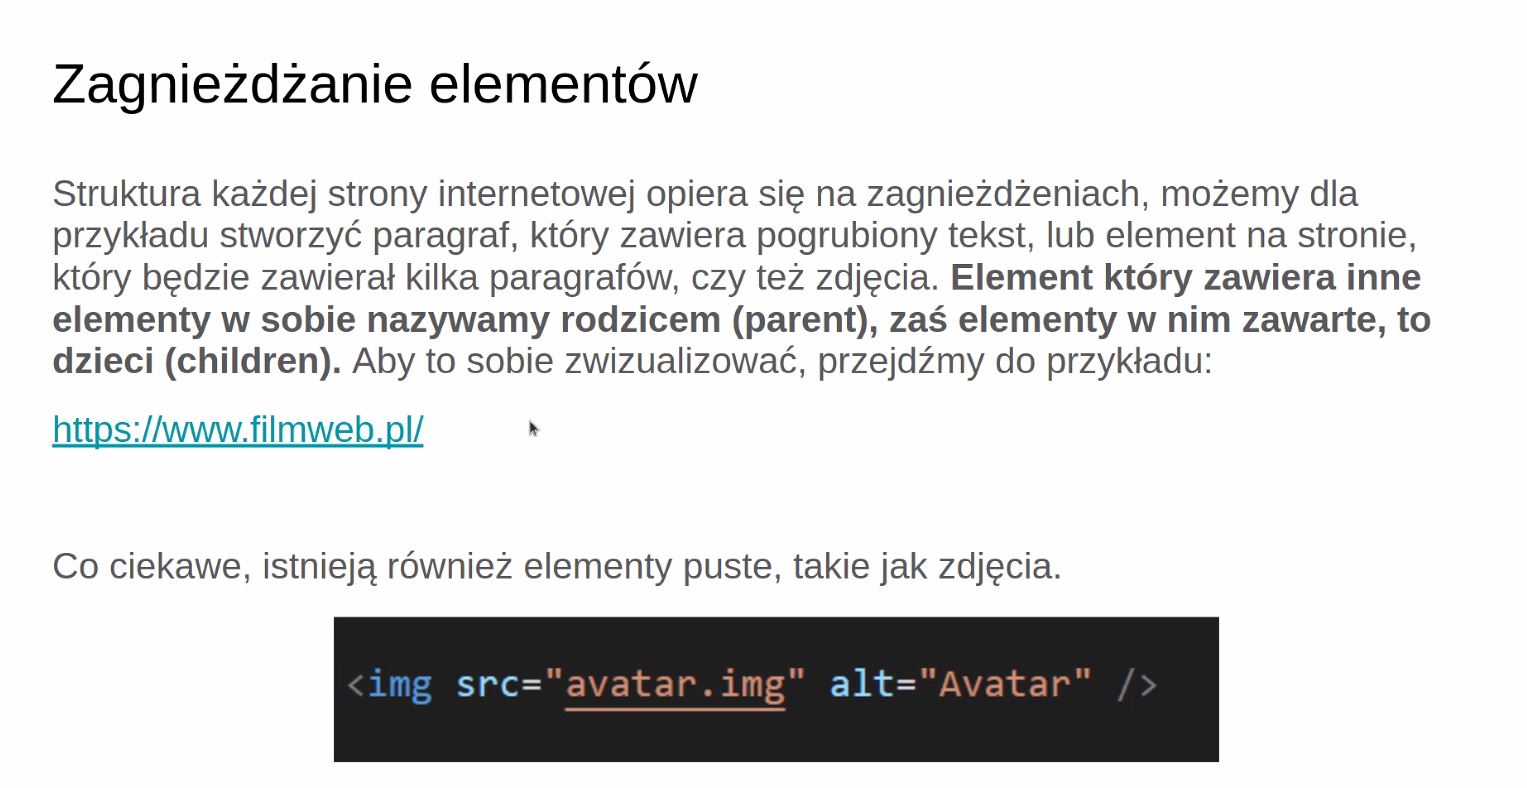 Zagnieżdżanie elementów
Struktura każdej strony internetowej opiera się na zagnieżdżeniach, możemy dla
przykładu stworzyć paragraf, który zawiera pogrubiony tekst, lub element na stronie,
który będzie zawierał kilka paragrafów, czy też zdjęcia. Element który zawiera inne
elementy w sobie nazywamy rodzicem (parent), zaś elementy w nim zawarte, to
dzieci (children). Aby to sobie zwizualizować, przejdźmy do przykładu:
https://www.filmweb.pl/
Co ciekawe, istnieją również elementy puste, takie jak zdjęcia.
<img src="avatar.img" alt="Avatar" />